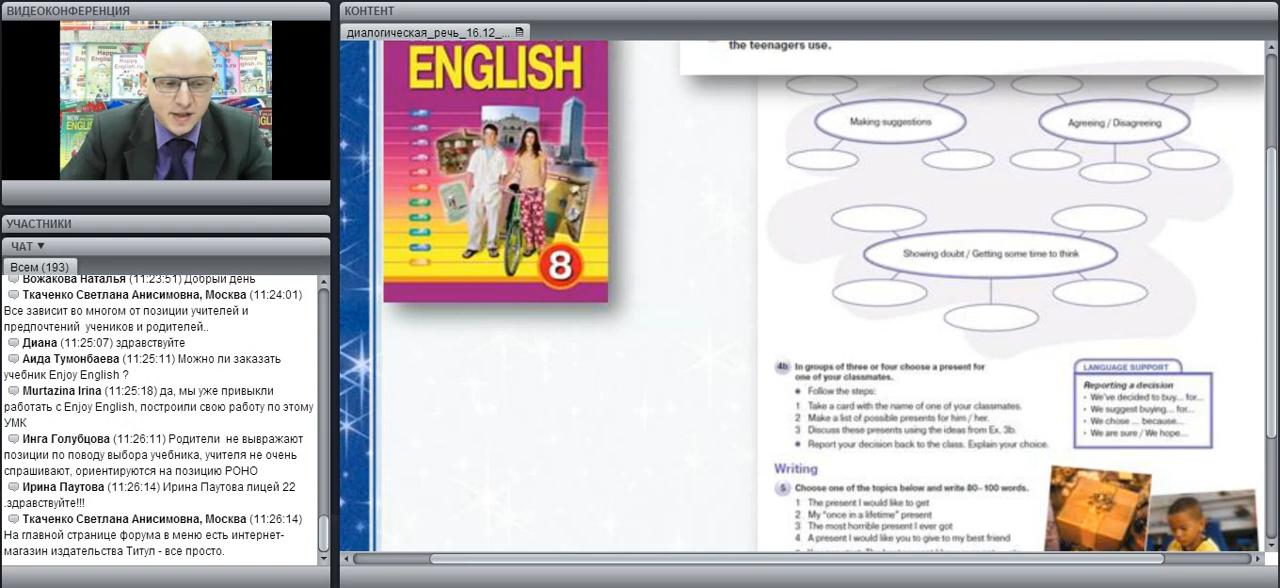 ВИДЕОКОНФЕРЕНЦИЯ
УЧАСТНИКИ
ЧАТ ▼
Всем (193)
Вожакова Наталья (11:23:51) Добрый день
Ткаченко Светлана Анисимовна, Москва (11:24:01)
Все зависит во многом от позиции учителей и
предпочтений учеников и родителей..
Диана (11:25:07) здравствуйте
Аида Тумонбаева (11:25:11) Можно ли заказать
учебник Enjoy English ?
Murtazina Irina (11:25:18) да, мы уже привыкли
работать с Enjoy English, построили свою работу по этому
УМК
Инга Голубцова (11:26:11) Родители не вывражают
позиции по поводу выбора учебника, учителя не очень
спрашивают, ориентируются на позицию РОНО
Ирина Паутова (11:26:14) Ирина Паутова лицей 22
.здравствуйте!!!
Ткаченко Светлана Анисимовна, Москва (11:26:14)
На главной странице форума в меню есть интернет-
магазин издательства Титул - все просто.
КОНТЕНТ
диалогическая_речь_16.12_...
ENGLISH
8
the teenagers use.
Making suggestions
Agreeing / Disagreeing
Showing doubt / Getting some time to think
4b In groups of three or four choose a present for
one of your classmates.
• Follow the steps:
1 Take a card with the name of one of your classmates.
2 Make a list of possible presents for him / her.
3 Discuss these presents using the ideas from Ex. 3b.
• Report your decision back to the class. Explain your choice.
LANGUAGE SUPPORT
Reporting a decision
• We've decided to buy... for...
• We suggest buying... for...
• We chose ... because...
• We are sure / We hope...
Writing
5 Choose one of the topics below and write 80–100 words.
1 The present I would like to get
2 My "once in a lifetime" present
3 The most horrible present I ever got
4 A present I would like you to give to my best friend